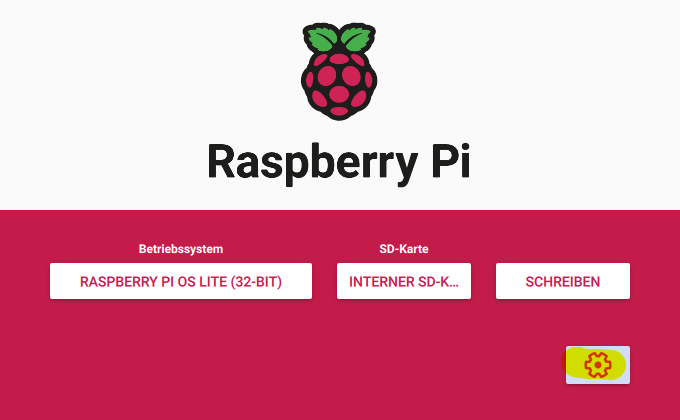 Raspberry Pi
Betriebssystem
SD-Karte
RASPBERRY PI OS LITE (32-BIT)
INTERNER SD-K...
SCHREIBEN